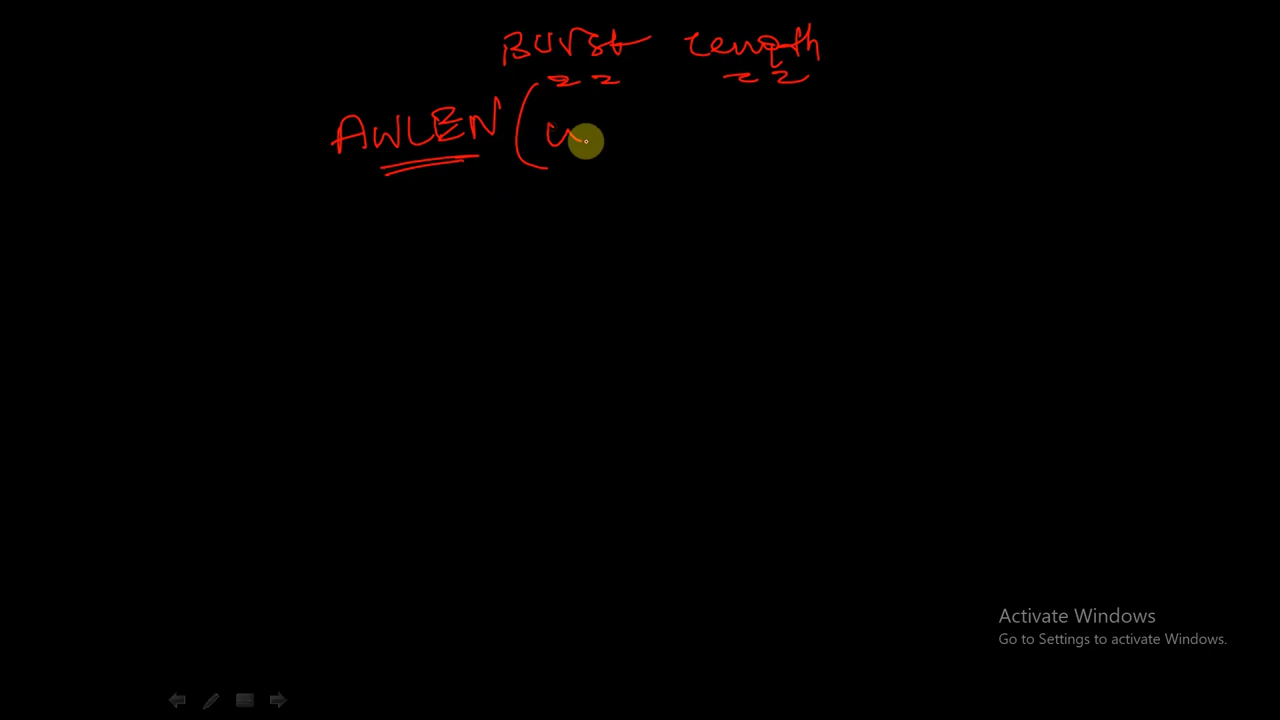 Burst Length
AWLEN (
Activate Windows
Go to Settings to activate Windows.